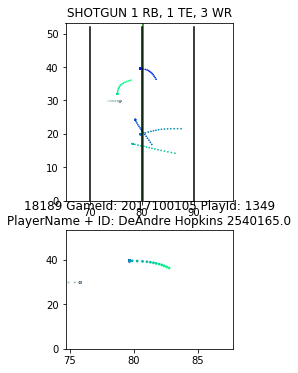 SHOTGUN 1 RB, 1 TE, 3 WR
50
40
30
20
10
0
70 80 90
18189 GameId: 2017100105 PlayId: 1349
PlayerName + ID: DeAndre Hopkins 2540165.0
40
20
0
75 80 85